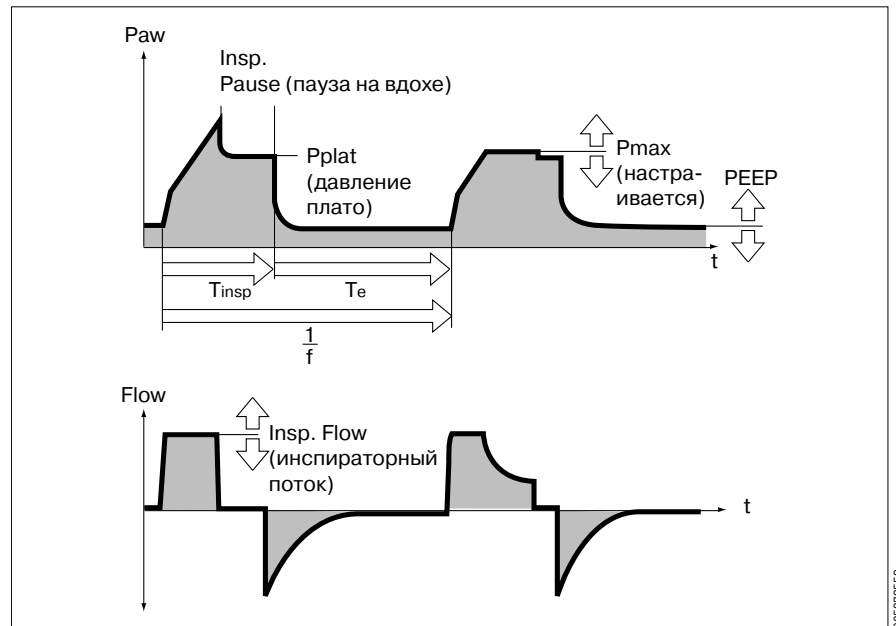 Paw
Insp.
Pause (пауза на вдохе)
Pplat
(давление
плато)
Pmax
(настра-
ивается)
PEEP
t
Tinsp
Te
1
f
Flow
Insp. Flow
(инспираторный
поток)
t